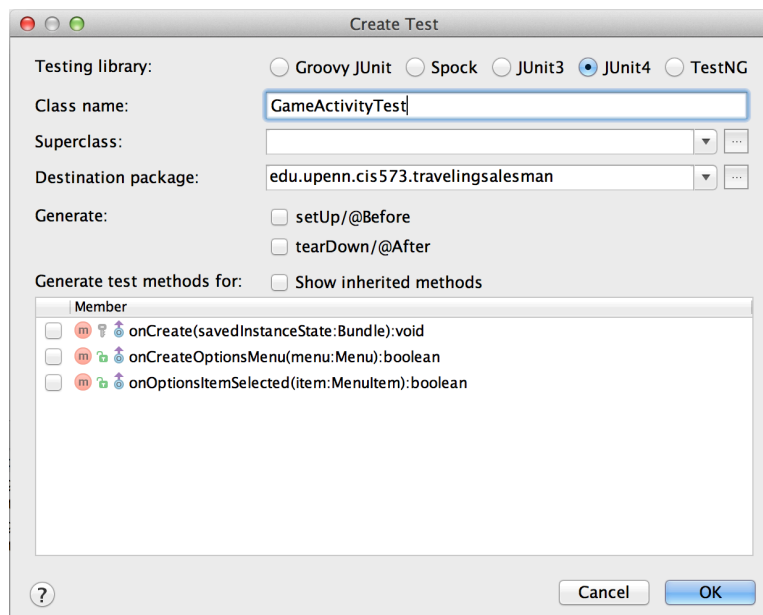 Create Test
Testing library: Groovy JUnit Spock JUnit3 JUnit4 TestNG
Class name: GameActivityTest
Superclass: ...
Destination package: edu.upenn.cis573.travelingsalesman ...
Generate: setUp/@Before
tearDown/@After
Generate test methods for: Show inherited methods
Member
m onCreate(savedInstanceState:Bundle):void
m onCreateOptionsMenu(menu:Menu):boolean
m onOptionsItemSelected(item:MenuItem):boolean
? Cancel OK